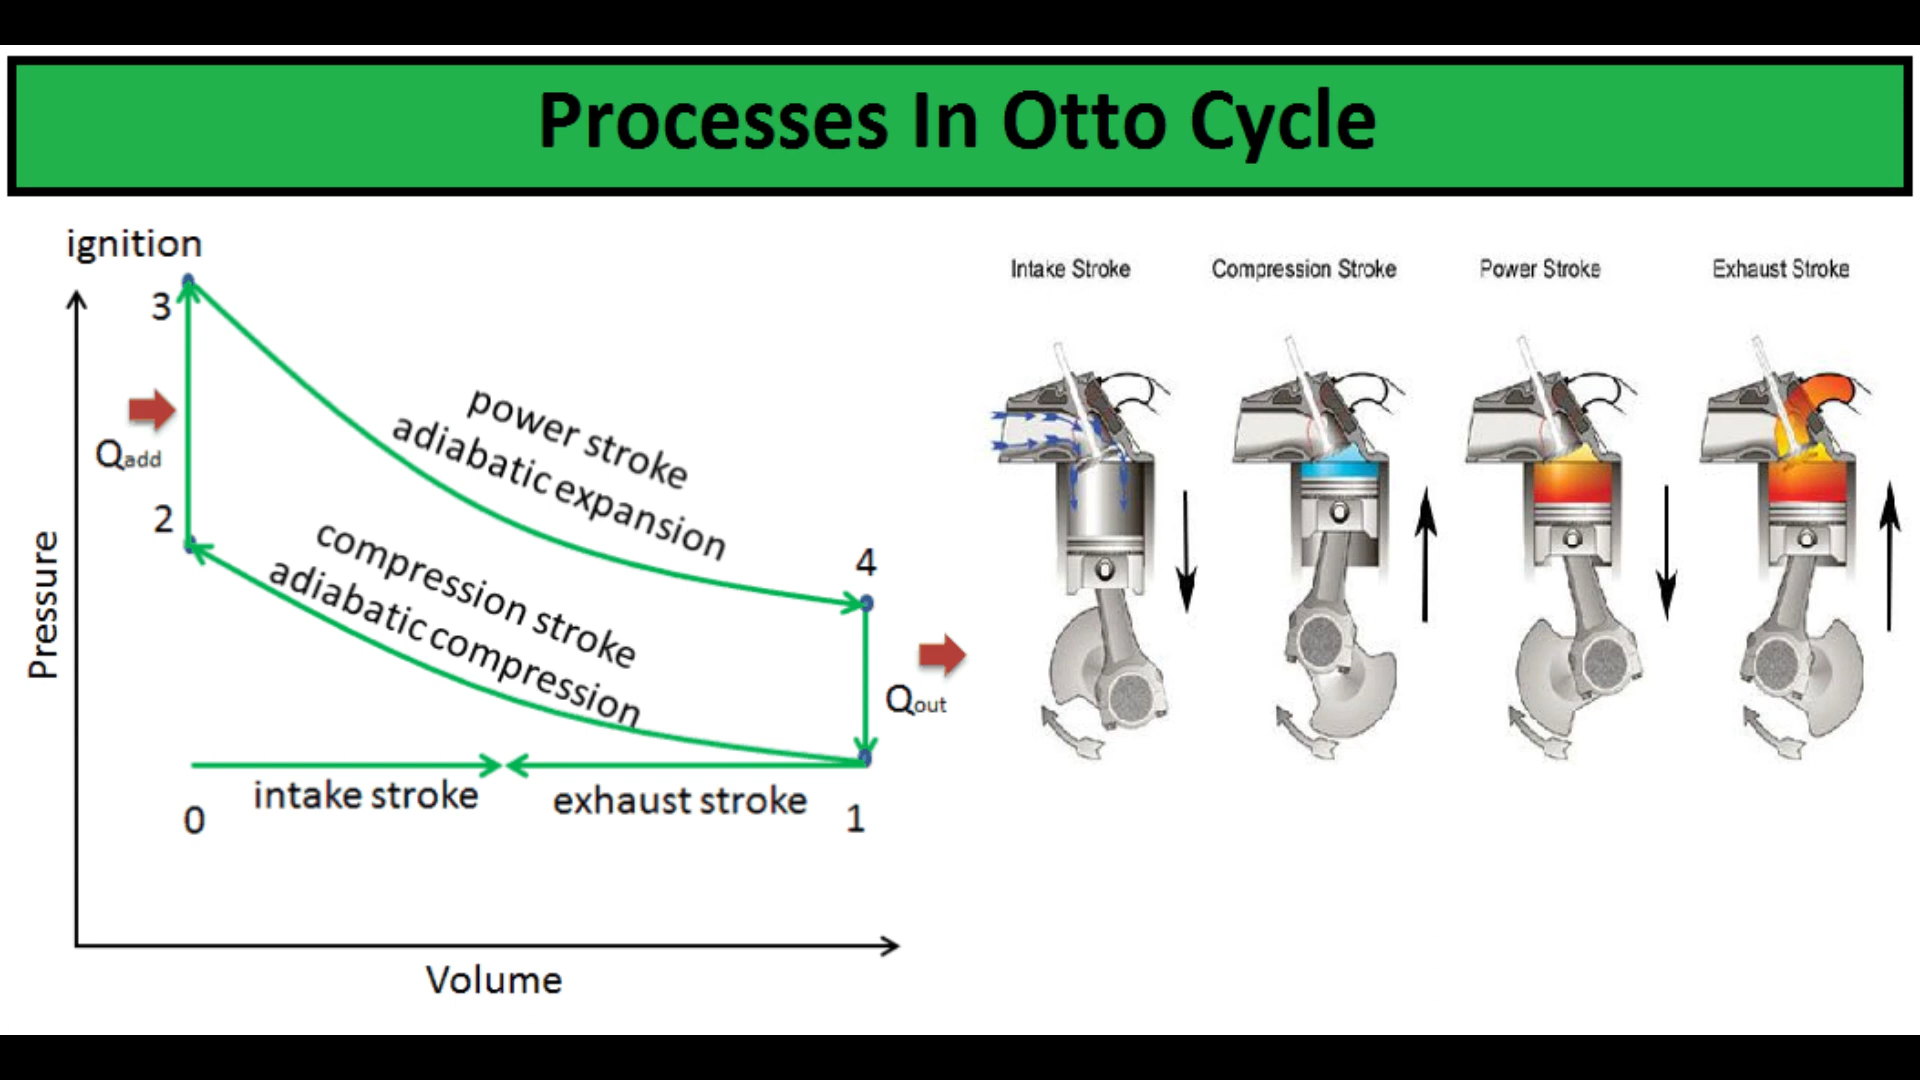 Processes In Otto Cycle
ignition
3
Qadd
2
power stroke
adiabatic expansion
compression stroke
adiabatic compression
4
Qout
intake stroke
exhaust stroke
0
1
Pressure
Volume
Intake Stroke
Compression Stroke
Power Stroke
Exhaust Stroke